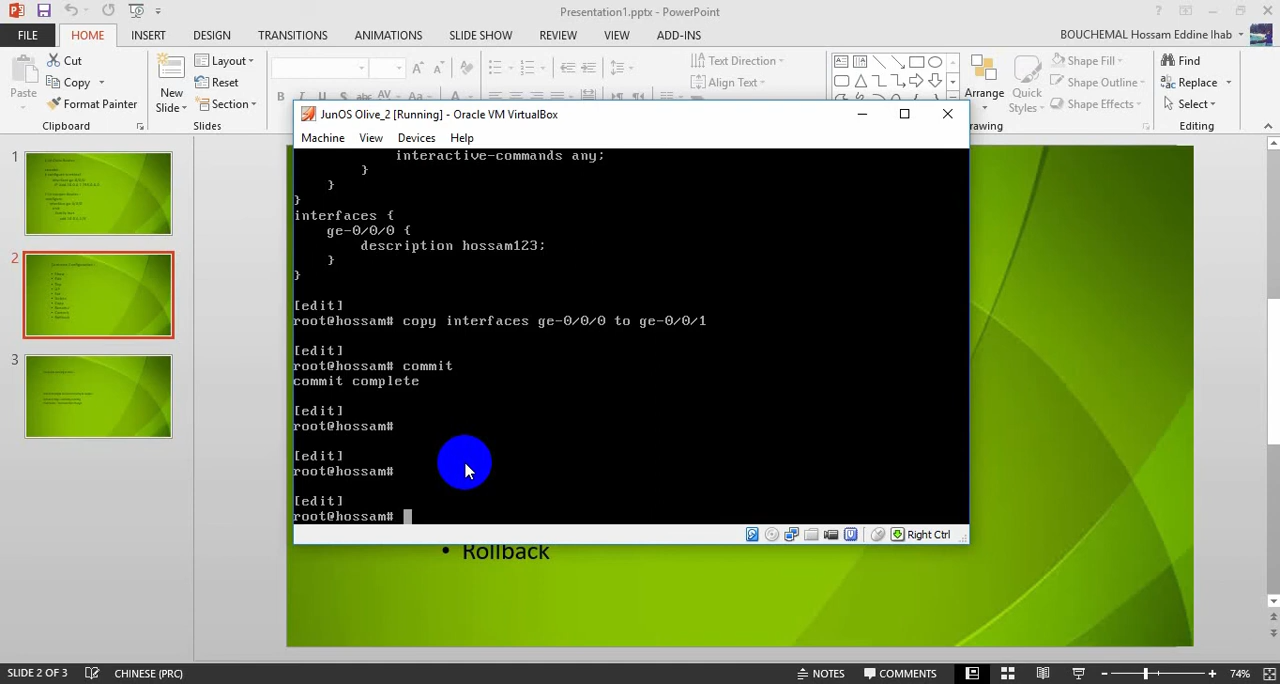 Presentation1.pptx - PowerPoint
FILE HOME INSERT DESIGN TRANSITIONS ANIMATIONS SLIDE SHOW REVIEW VIEW ADD-INS
BOUCHEMAL Hossam Eddine Ihab
Paste
Cut
Copy
Format Painter
Clipboard
New
Slide
Layout
Reset
Section
Slides
Text Direction
Align Text
Arrange
Quick
Styles
Shape Fill
Shape Outline
Shape Effects
rawing
Find
Replace
Select
Editing
JunOS Olive_2 [Running] - Oracle VM VirtualBox
Machine View Devices Help
interactive-commands any;
}
}
}
interfaces {
ge-0/0/0 {
description hossam123;
}
}
[edit]
root@hossam# copy interfaces ge-0/0/0 to ge-0/0/1
[edit]
root@hossam# commit
commit complete
[edit]
root@hossam#
[edit]
root@hossam#
[edit]
root@hossam#
Right Ctrl
1
2
3
• Rollback
SLIDE 2 OF 3
CHINESE (PRC)
NOTES
COMMENTS
74%